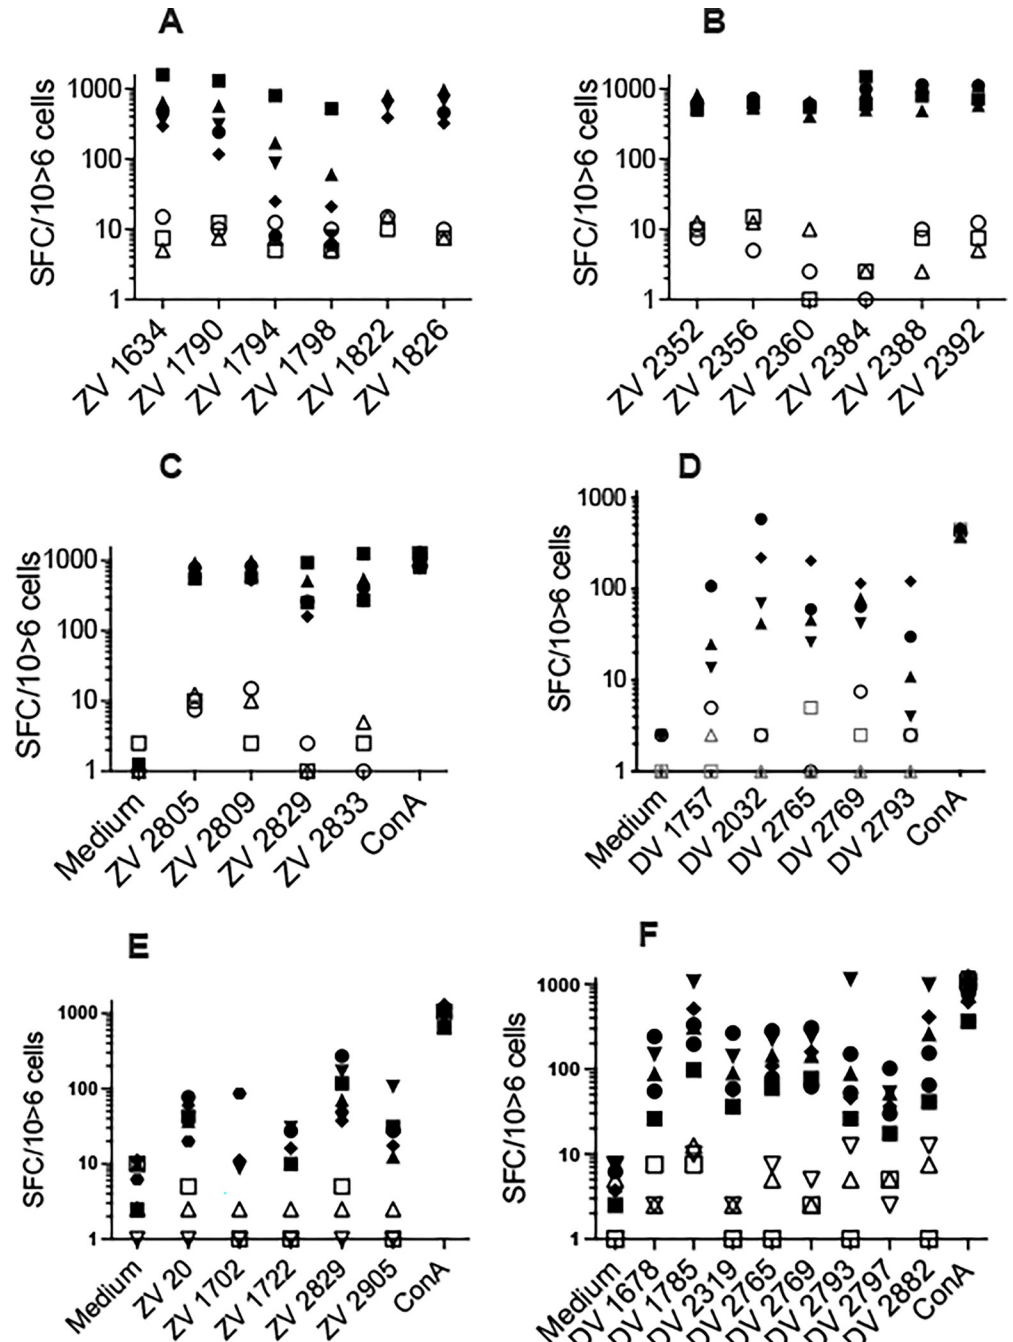 A
SFC/10>6 cells
1000
100
10
1
ZV 1634
ZV 1790
ZV 1794
ZV 1798
ZV 1822
ZV 1826
B
SFC/10>6 cells
1000
100
10
1
ZV 2352
ZV 2356
ZV 2360
ZV 2384
ZV 2388
ZV 2392
C
SFC/10>6 cells
1000
100
10
1
Medium
ZV 2805
ZV 2809
ZV 2829
ZV 2833
ConA
D
SFC/10>6 cells
1000
100
10
1
Medium
DV 1757
DV 2032
DV 2765
DV 2769
DV 2793
ConA
E
SFC/10>6 cells
1000
100
10
1
Medium
ZV 20
ZV 1702
ZV 1722
ZV 2829
ZV 2905
ConA
F
SFC/10>6 cells
1000
100
10
1
Medium
DV 1678
DV 1785
DV 2319
DV 2765
DV 2769
DV 2793
DV 2797
DV 2882
ConA